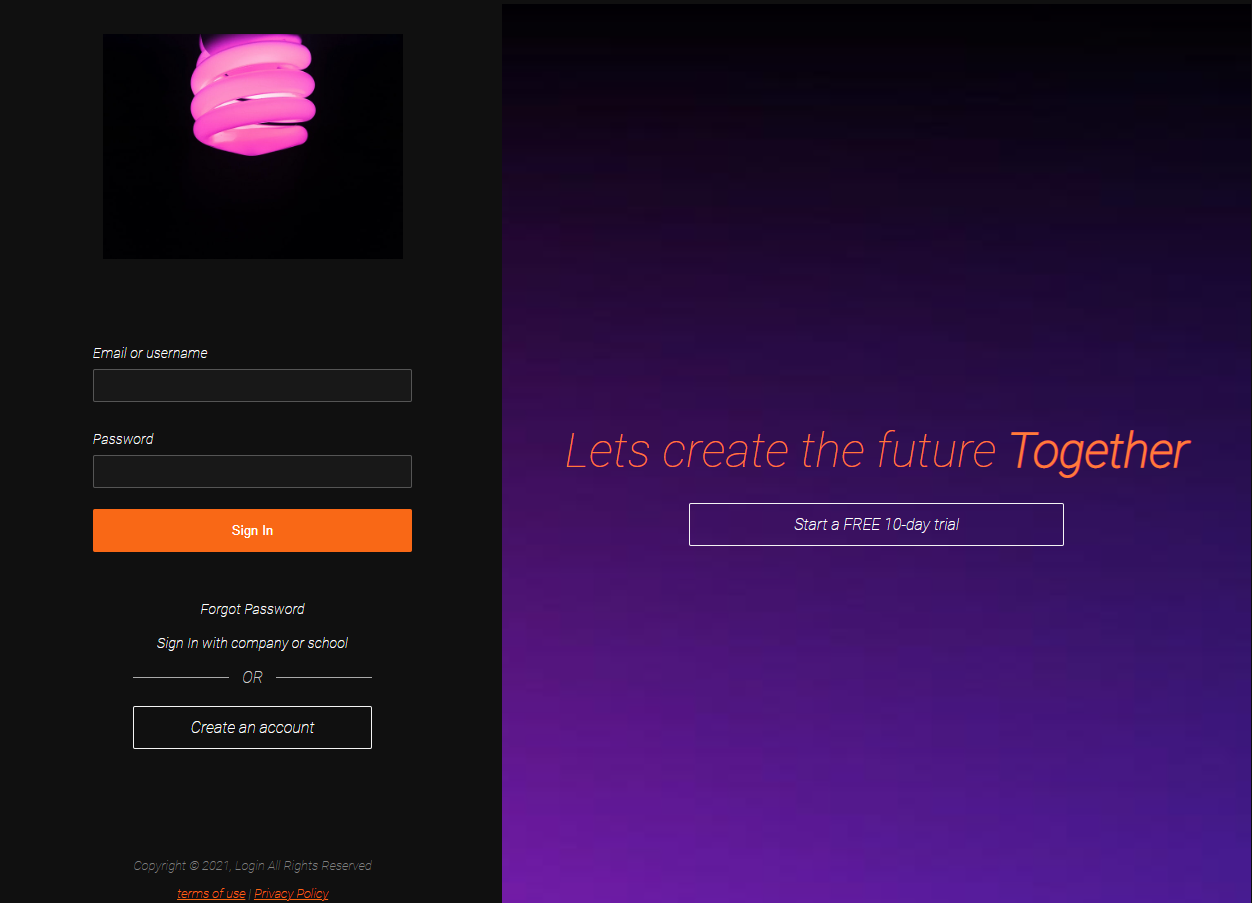 Email or username
Password
Sign In
Forgot Password
Sign In with company or school
OR
Create an account
Copyright © 2021, Login All Rights Reserved
terms of use | Privacy Policy
Lets create the future Together
Start a FREE 10-day trial